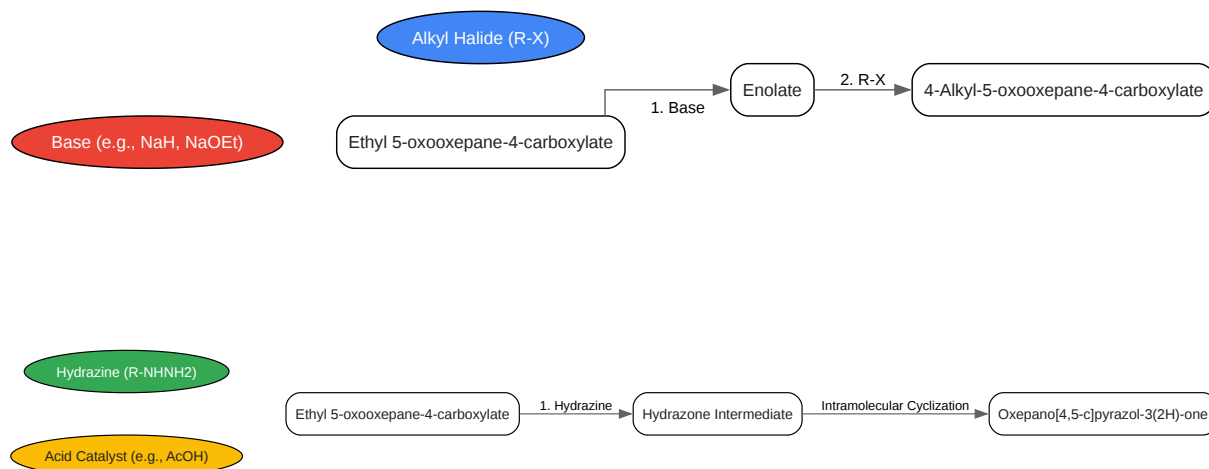 Alkyl Halide (R-X)
Base (e.g., NaH, NaOEt)
Ethyl 5-oxooxepane-4-carboxylate
1. Base
Enolate
2. R-X
4-Alkyl-5-oxooxepane-4-carboxylate
Hydrazine (R-NHNH2)
Acid Catalyst (e.g., AcOH)
Ethyl 5-oxooxepane-4-carboxylate
1. Hydrazine
Hydrazone Intermediate
Intramolecular Cyclization
Oxepano[4,5-c]pyrazol-3(2H)-one